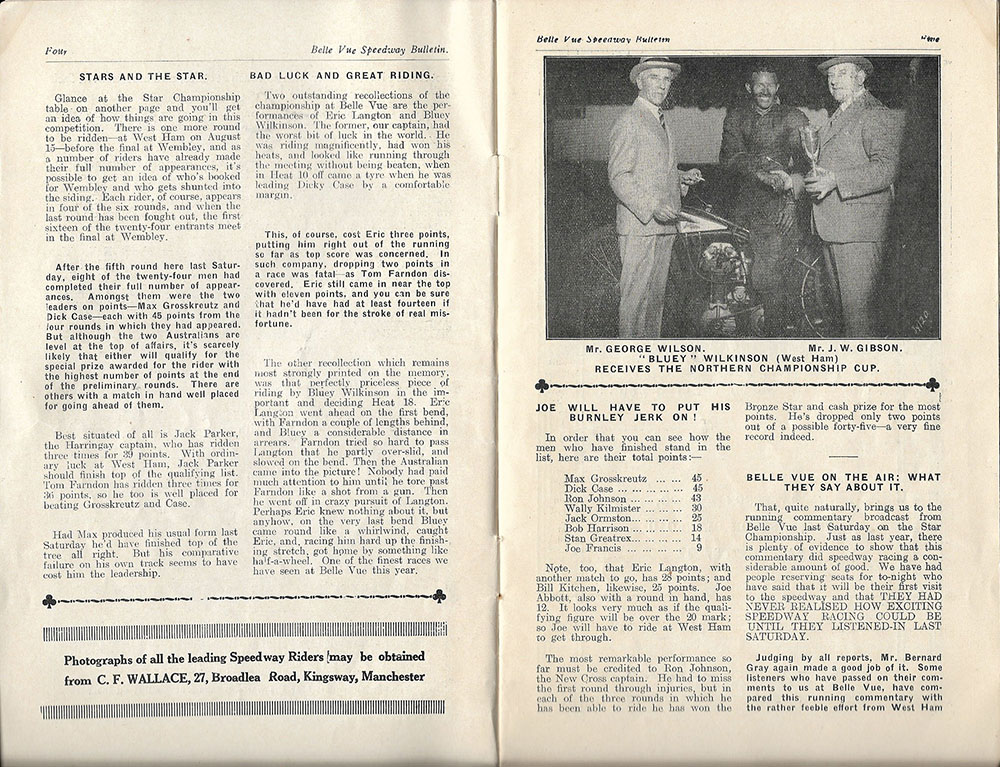 Four
Belle Vue Speedway Bulletin.
STARS AND THE STAR.
Glance at the Star Championship
table on another page and you'll get
an idea of how things are going in this
competition. There is one more round
to be ridden—at West Ham on August
15—before the final at Wembley, and as
a number of riders have already made
their full number of appearances, it's
possible to get an idea of who's booked
for Wembley and who gets shunted into
the siding. Each rider, of course, appears
in four of the six rounds, and when the
last round has been fought out, the first
sixteen of the twenty-four entrants meet
in the final at Wembley.
After the fifth round here last Satur-
day, eight of the twenty-four men had
completed their full number of appear-
ances. Amongst them were the two
leaders on points—Max Grosskreutz and
Dick Case—each with 45 points from the
four rounds in which they had appeared.
But although the two Australians are
level at the top of affairs, it's scarcely
likely that either will qualify for the
special prize awarded for the rider with
the highest number of points at the end
of the preliminary rounds. There are
others with a match in hand well placed
for going ahead of them.
Best situated of all is Jack Parker,
the Harringay captain, who has ridden
three times for 39 points. With ordin-
ary luck at West Ham, Jack Parker
should finish top of the qualifying list.
Tom Farndon has ridden three times for
36 points, so he too is well placed for
beating Grosskreutz and Case.
Had Max produced his usual form last
Saturday he'd have finished top of the
tree all right. But his comparative
failure on his own track seems to have
cost him the leadership.
BAD LUCK AND GREAT RIDING.
Two outstanding recollections of the
championship at Belle Vue are the per-
formances of Eric Langton and Bluey
Wilkinson. The former, our captain, had
the worst bit of luck in the world. He
was riding magnificently, had won his
heats, and looked like running through
the meeting without being beaten, when
in Heat 10 off came a tyre when he was
leading Dicky Case by a comfortable
margin.
This, of course, cost Eric three points,
putting him right out of the running
so far as top score was concerned. In
such company, dropping two points in
a race was fatal—as Tom Farndon dis-
covered. Eric still came in near the top
with eleven points, and you can be sure
that he'd have had at least fourteen if
it hadn't been for the stroke of real mis-
fortune.
The other recollection which remains
most strongly printed on the memory,
was that perfectly priceless piece of
riding by Bluey Wilkinson in the im-
portant and deciding Heat 18. Eric
Langton went ahead on the first bend,
with Farndon a couple of lengths behind,
and Bluey a considerable distance in
arrears. Farndon tried so hard to pass
Langton that he partly over-slid, and
slowed on the bend. Then the Australian
came into the picture! Nobody had paid
much attention to him until he tore past
Farndon like a shot from a gun. Then
he went off in crazy pursuit of Langton.
Perhaps Eric knew nothing about it, but
anyhow, on the very last bend Bluey
came round like a whirlwind, caught
Eric, and, racing him hard up the finish-
ing stretch, got home by something like
half-a-wheel. One of the finest races we
have seen at Belle Vue this year.
Photographs of all the leading Speedway Riders may be obtained
from C. F. WALLACE, 27, Broadlea Road, Kingsway, Manchester
Belle Vue Speedway Bulletin
Mr. GEORGE WILSON. Mr. J. W. GIBSON.
"BLUEY" WILKINSON (West Ham)
RECEIVES THE NORTHERN CHAMPIONSHIP CUP.
JOE WILL HAVE TO PUT HIS
BURNLEY JERK ON!
In order that you can see how the
men who have finished stand in the
list, here are their total points:—
Max Grosskreutz ... ... 45
Dick Case ... ... ... ... 45
Ron Johnson ... ... ... 43
Wally Kilmister ... ... 30
Jack Ormston... ... ... 25
Bob Harrison ... ... ... 18
Stan Greatrex... ... ... 14
Joe Francis ... ... ... 9
Note, too, that Eric Langton, with
another match to go, has 28 points; and
Bill Kitchen, likewise, 25 points. Joe
Abbott, also with a round in hand, has
12. It looks very much as if the quali-
fying figure will be over the 20 mark;
so Joe will have to ride at West Ham
to get through.
The most remarkable performance so
far must be credited to Ron Johnson,
the New Cross captain. He had to miss
the first round through injuries, but in
each of the three rounds in which he
has been able to ride he has won the
Bronze Star and cash prize for the most
points. He's dropped only two points
out of a possible forty-five—a very fine
record indeed.
BELLE VUE ON THE AIR: WHAT
THEY SAY ABOUT IT.
That, quite naturally, brings us to the
running commentary broadcast from
Belle Vue last Saturday on the Star
Championship. Just as last year, there
is plenty of evidence to show that this
commentary did speedway racing a con-
siderable amount of good. We have had
people reserving seats for to-night who
have said that it will be their first visit
to the speedway and that THEY HAD
NEVER REALISED HOW EXCITING
SPEEDWAY RACING COULD BE
UNTIL THEY LISTENED-IN LAST
SATURDAY.
Judging by all reports, Mr. Bernard
Gray again made a good job of it. Some
listeners who have passed on their com-
ments to us at Belle Vue, have com-
pared this running commentary with
the rather feeble effort from West Ham